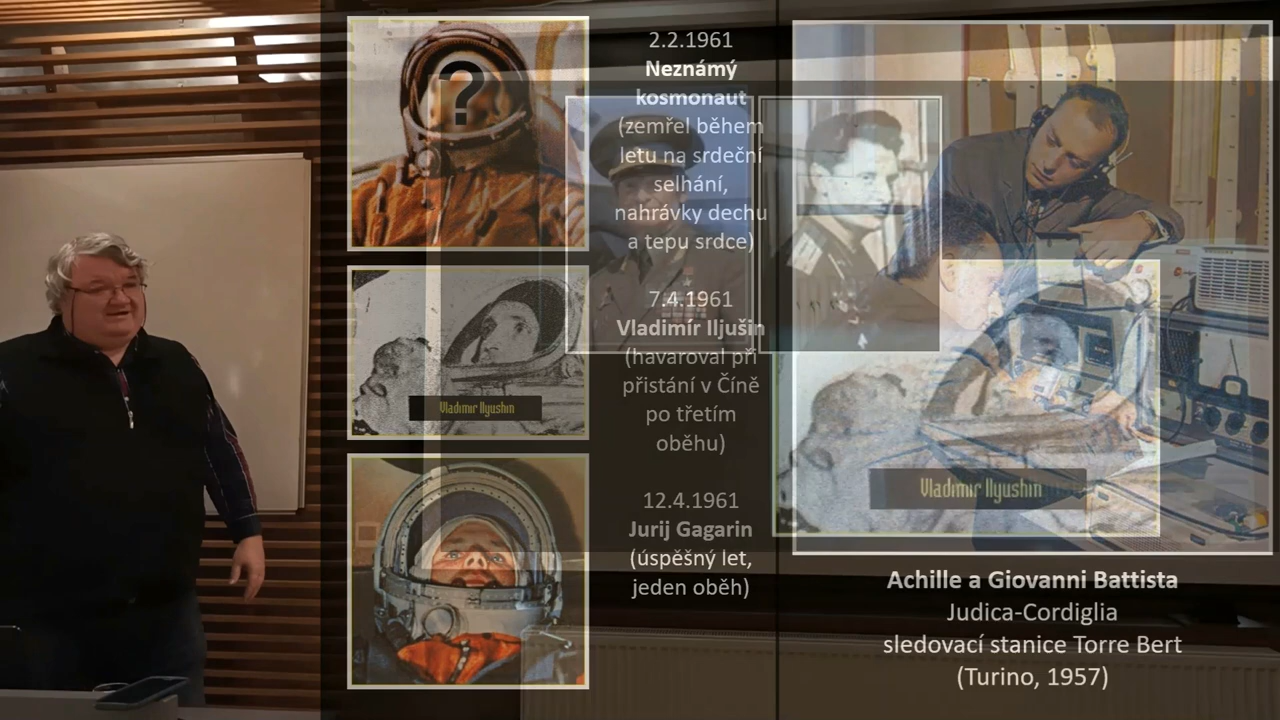 ?
2.2.1961
Neznámý
kosmonaut
(zemřel během
letu na srdeční
selhání,
nahrávky dechu
a tepu srdce)
7.4.1961
Vladimír Iljušin
(havaroval při
přistání v Číně
po třetím
oběhu)
12.4.1961
Jurij Gagarin
(úspěšný let,
jeden oběh)
Vladimir Ilyushin
Vladimir Ilyushin
Achille a Giovanni Battista
Judica-Cordiglia
sledovací stanice Torre Bert
(Turino, 1957)